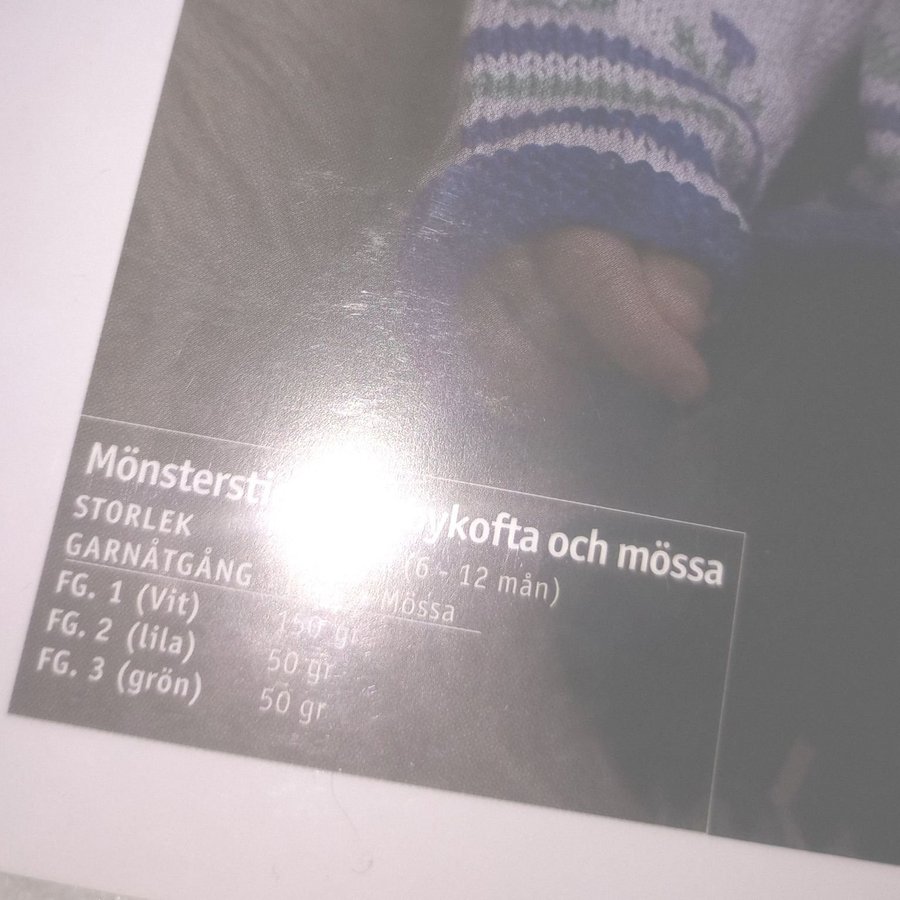 Mönstersti ykofta och mössa
STORLEK (6 - 12 mån)
GARNÅTGÅNG Mössa
FG. 1 (Vit) 150 gr
FG. 2 (lila) 50 gr
FG. 3 (grön) 50 gr